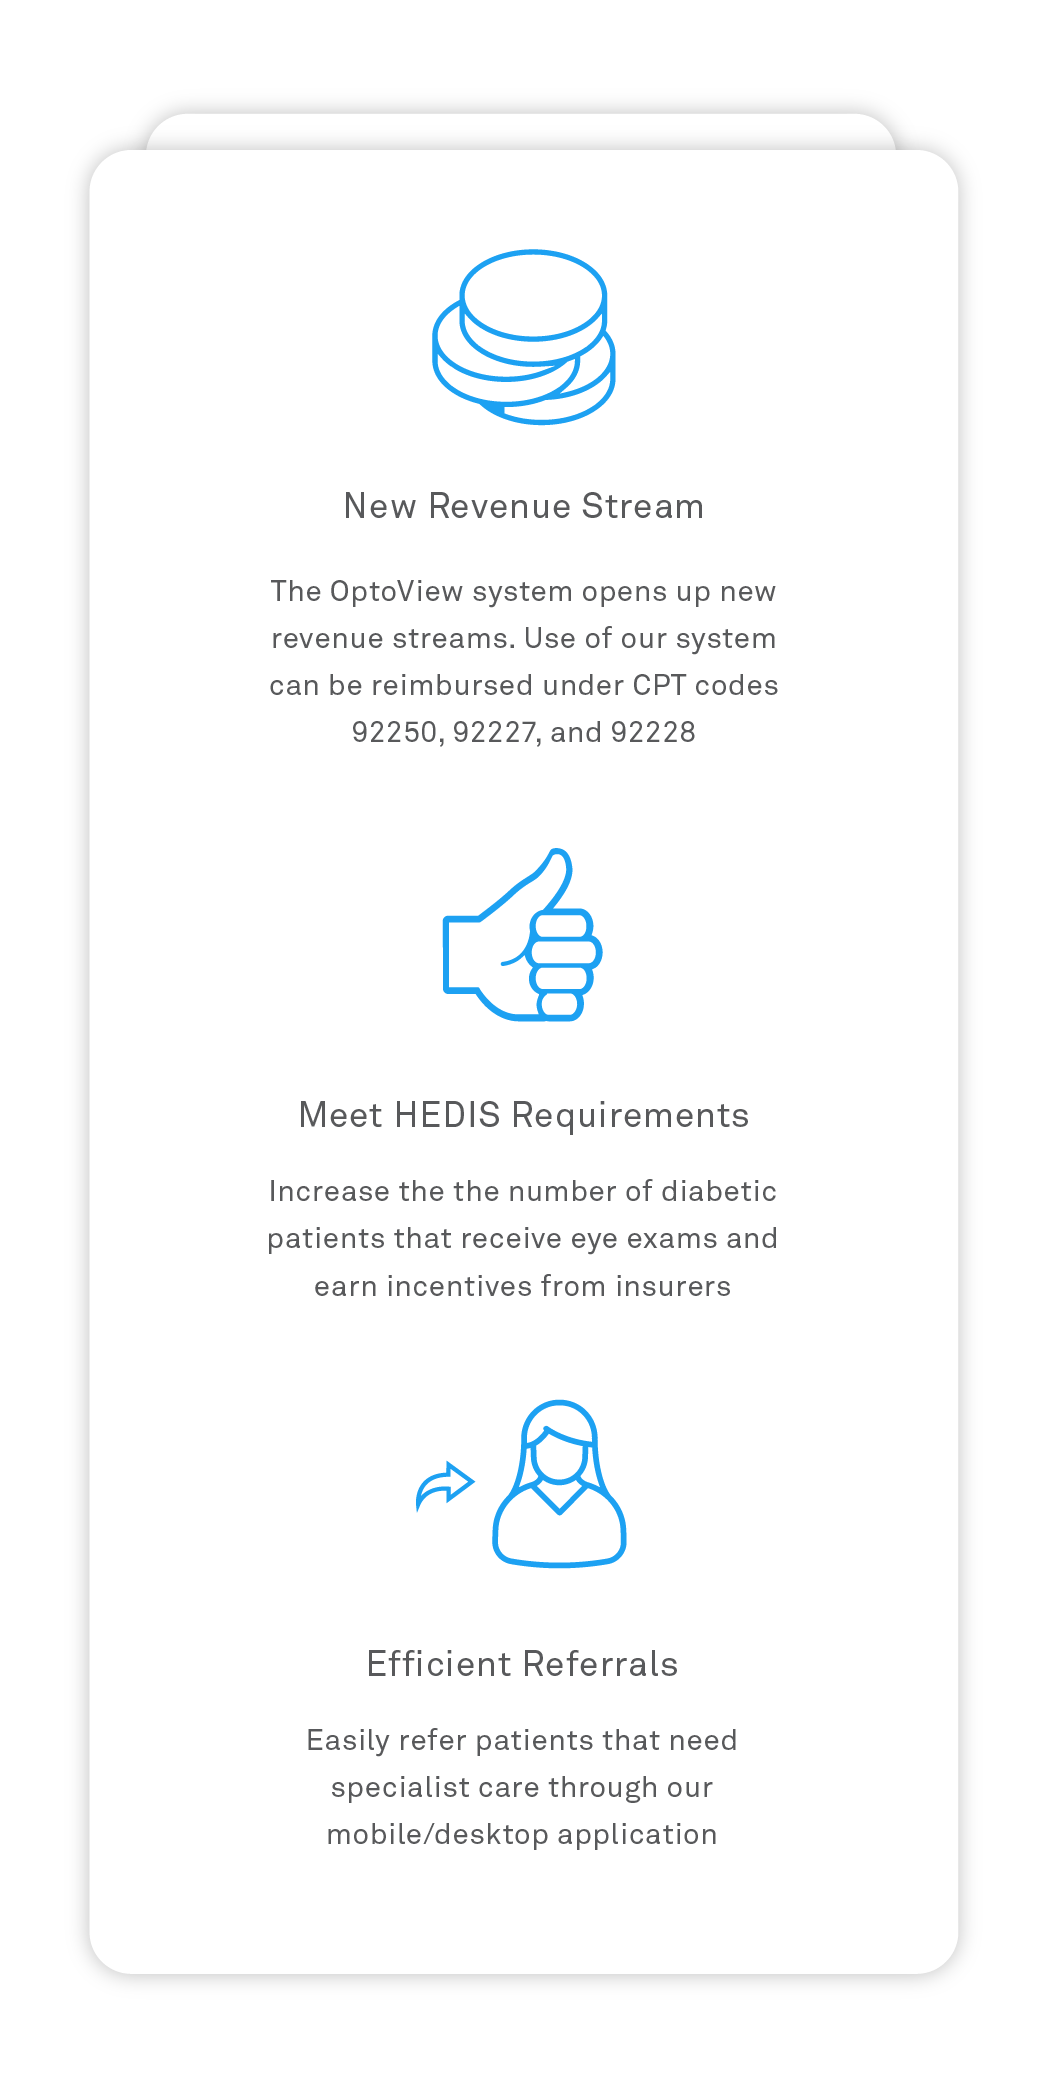 New Revenue Stream
The OptoView system opens up new
revenue streams. Use of our system
can be reimbursed under CPT codes
92250, 92227, and 92228
Meet HEDIS Requirements
Increase the the number of diabetic
patients that receive eye exams and
earn incentives from insurers
Efficient Referrals
Easily refer patients that need
specialist care through our
mobile/desktop application